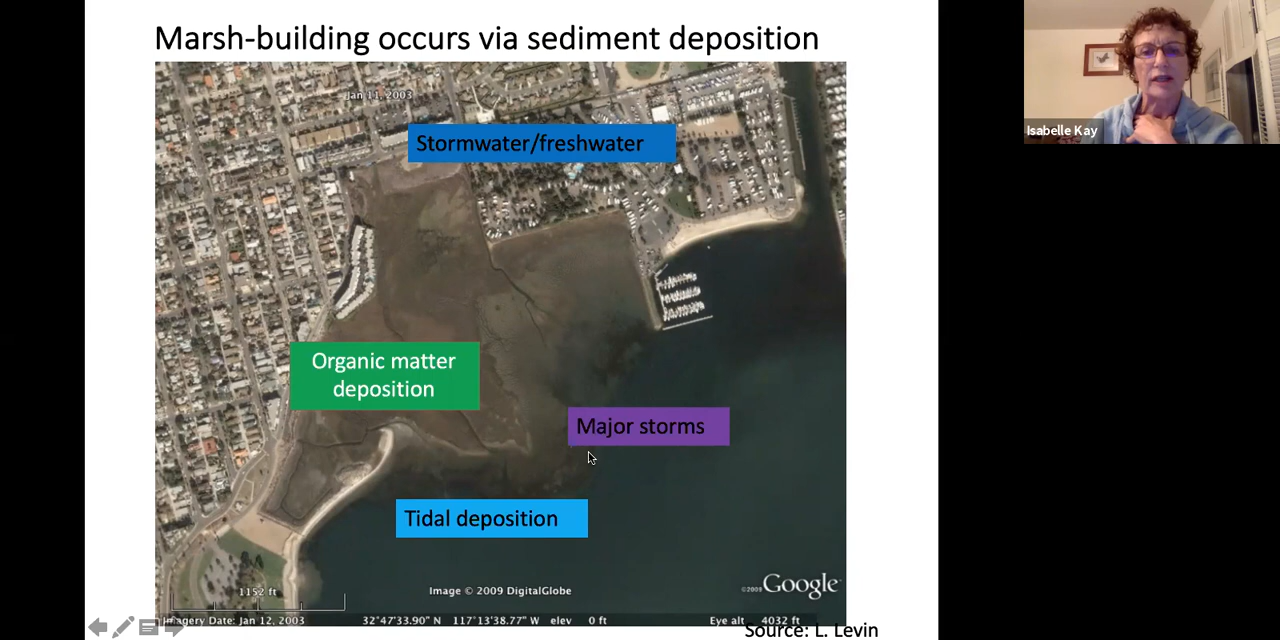 Marsh-building occurs via sediment deposition
Jan 11, 2003
Stormwater/freshwater
Isabelle Kay
Organic matter
deposition
Major storms
Tidal deposition
1152 ft
Image © 2009 DigitalGlobe
©2009 Google
Imagery Date: Jan 12, 2003 32°47'33.90" N 117°13'38.77" W elev 0 ft Eye alt 4032 ft
Source: L. Levin